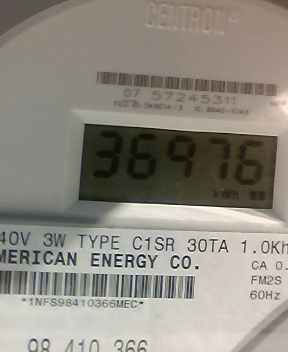 CENTRON®
07 57245311
36976
kWh 88
40V 3W TYPE C1SR 30TA 1.0Kh
MERICAN ENERGY CO.
CA 0.
FM2S
60Hz
*1NFS98410366MEC*
98 410 366